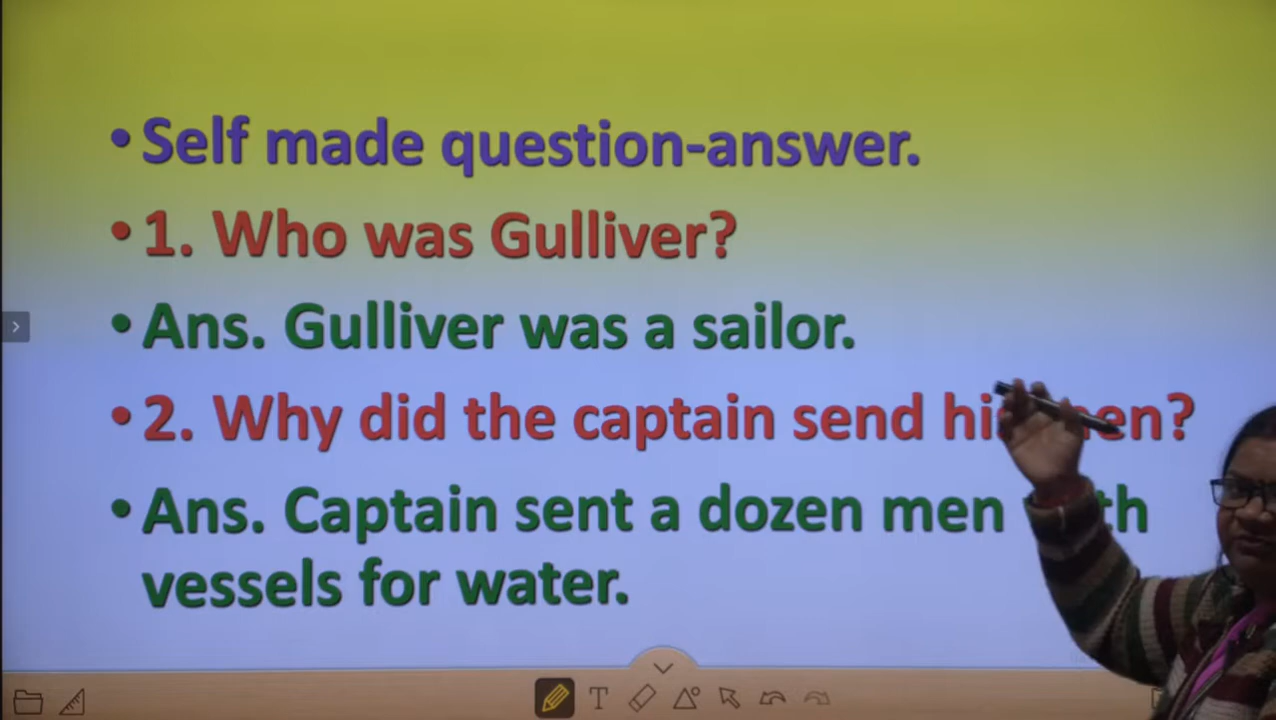 • Self made question-answer.
• 1. Who was Gulliver?
• Ans. Gulliver was a sailor.
• 2. Why did the captain send his men?
• Ans. Captain sent a dozen men with
vessels for water.
T